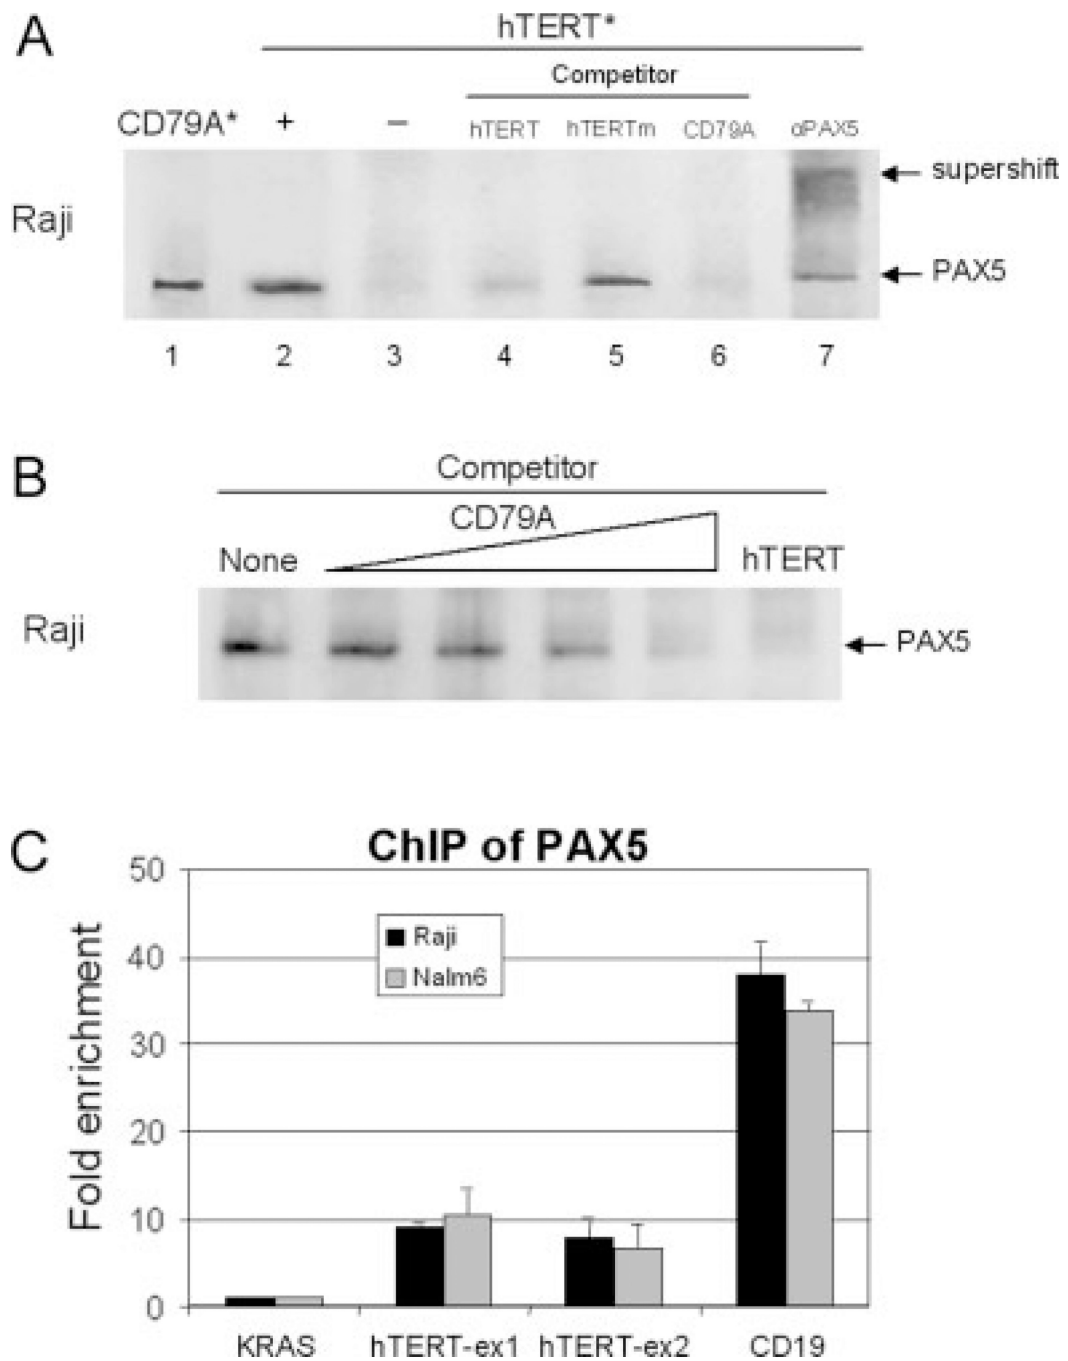 A
hTERT*
Competitor
CD79A* + – hTERT hTERTm CD79A αPAX5
Raji
supershift
PAX5
1 2 3 4 5 6 7
B
Competitor
CD79A
None hTERT
Raji
PAX5
C
ChIP of PAX5
Fold enrichment
50
40
30
20
10
0
Raji
Nalm6
KRAS hTERT-ex1 hTERT-ex2 CD19